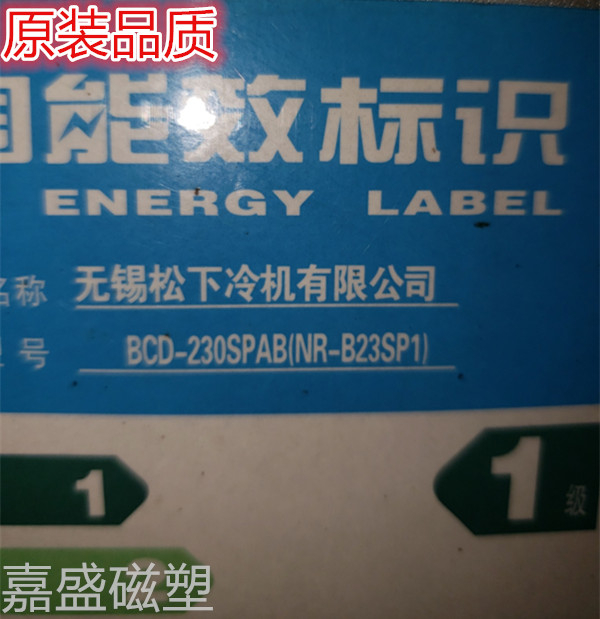 原装品质
国能效标识
ENERGY LABEL
名称 无锡松下冷机有限公司
型号 BCD-230SPAB(NR-B23SP1)
1
1级
2
嘉盛磁塑